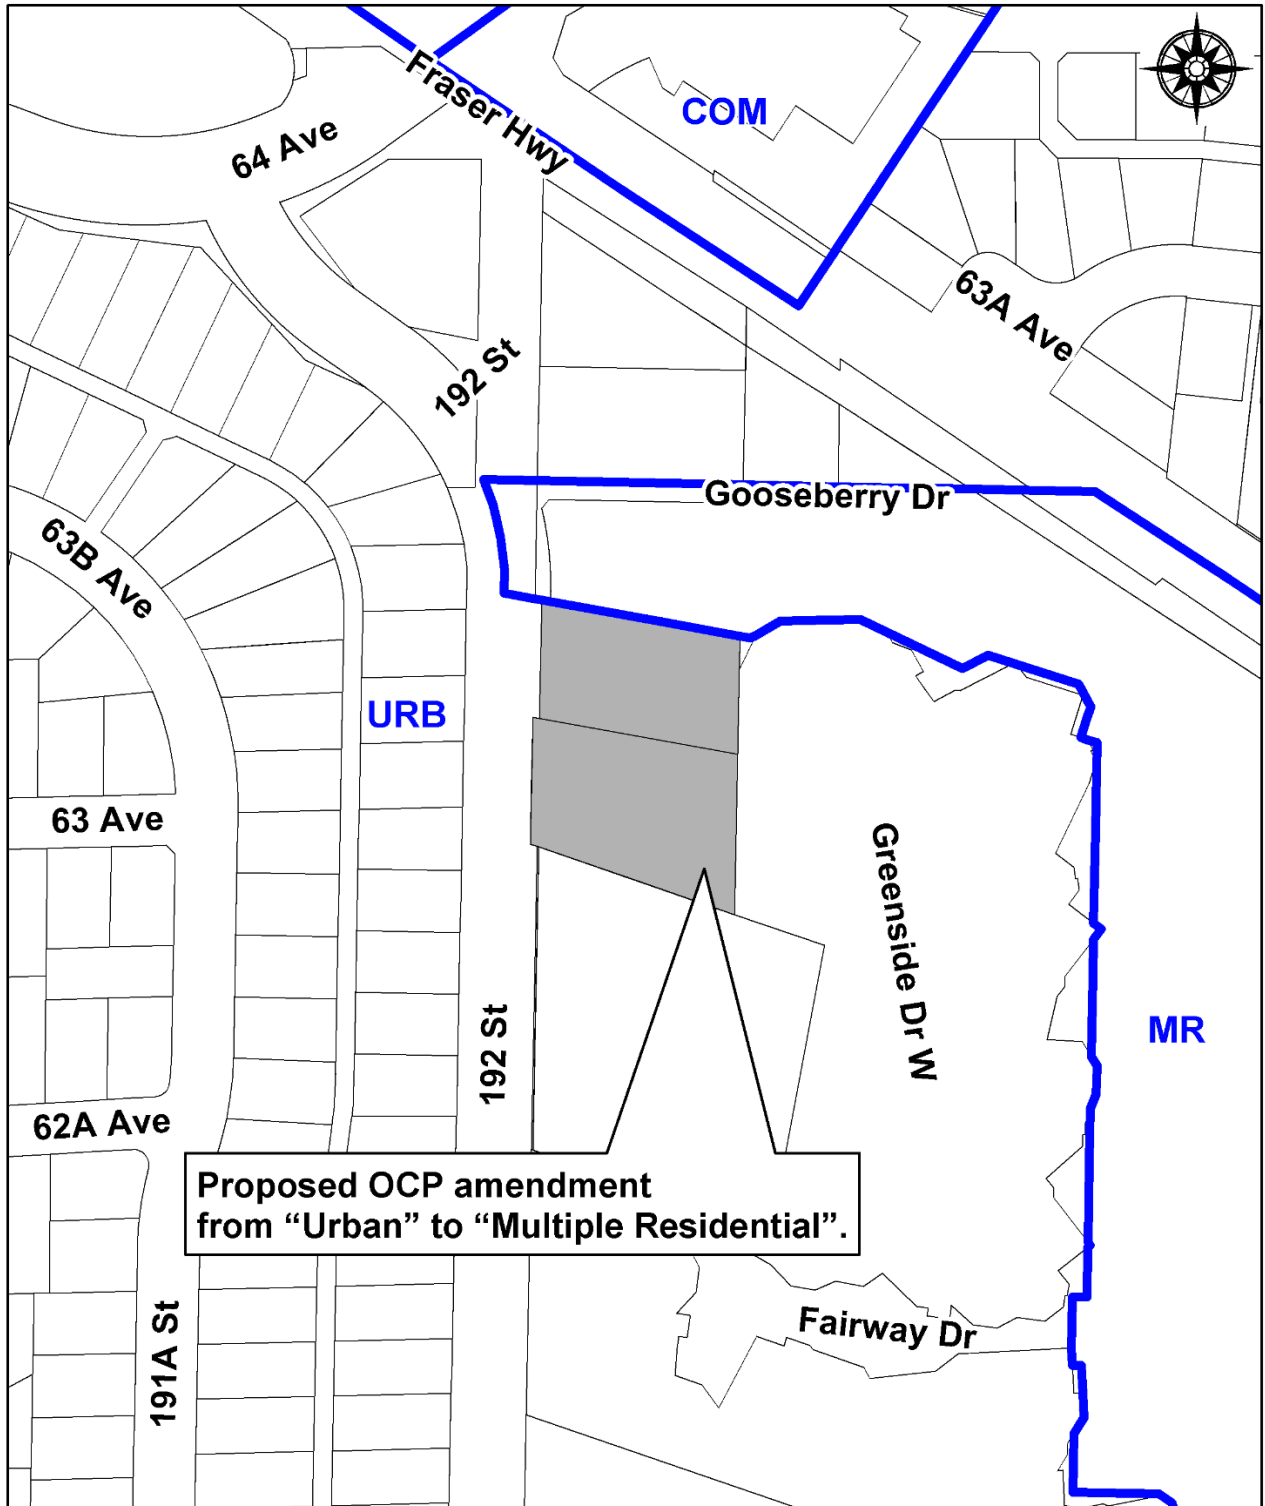 Fraser Hwy
COM
64 Ave
63A Ave
192 St
Gooseberry Dr
63B Ave
URB
63 Ave
Greenside Dr W
192 St
MR
62A Ave
Proposed OCP amendment
from “Urban” to “Multiple Residential”.
Fairway Dr
191A St